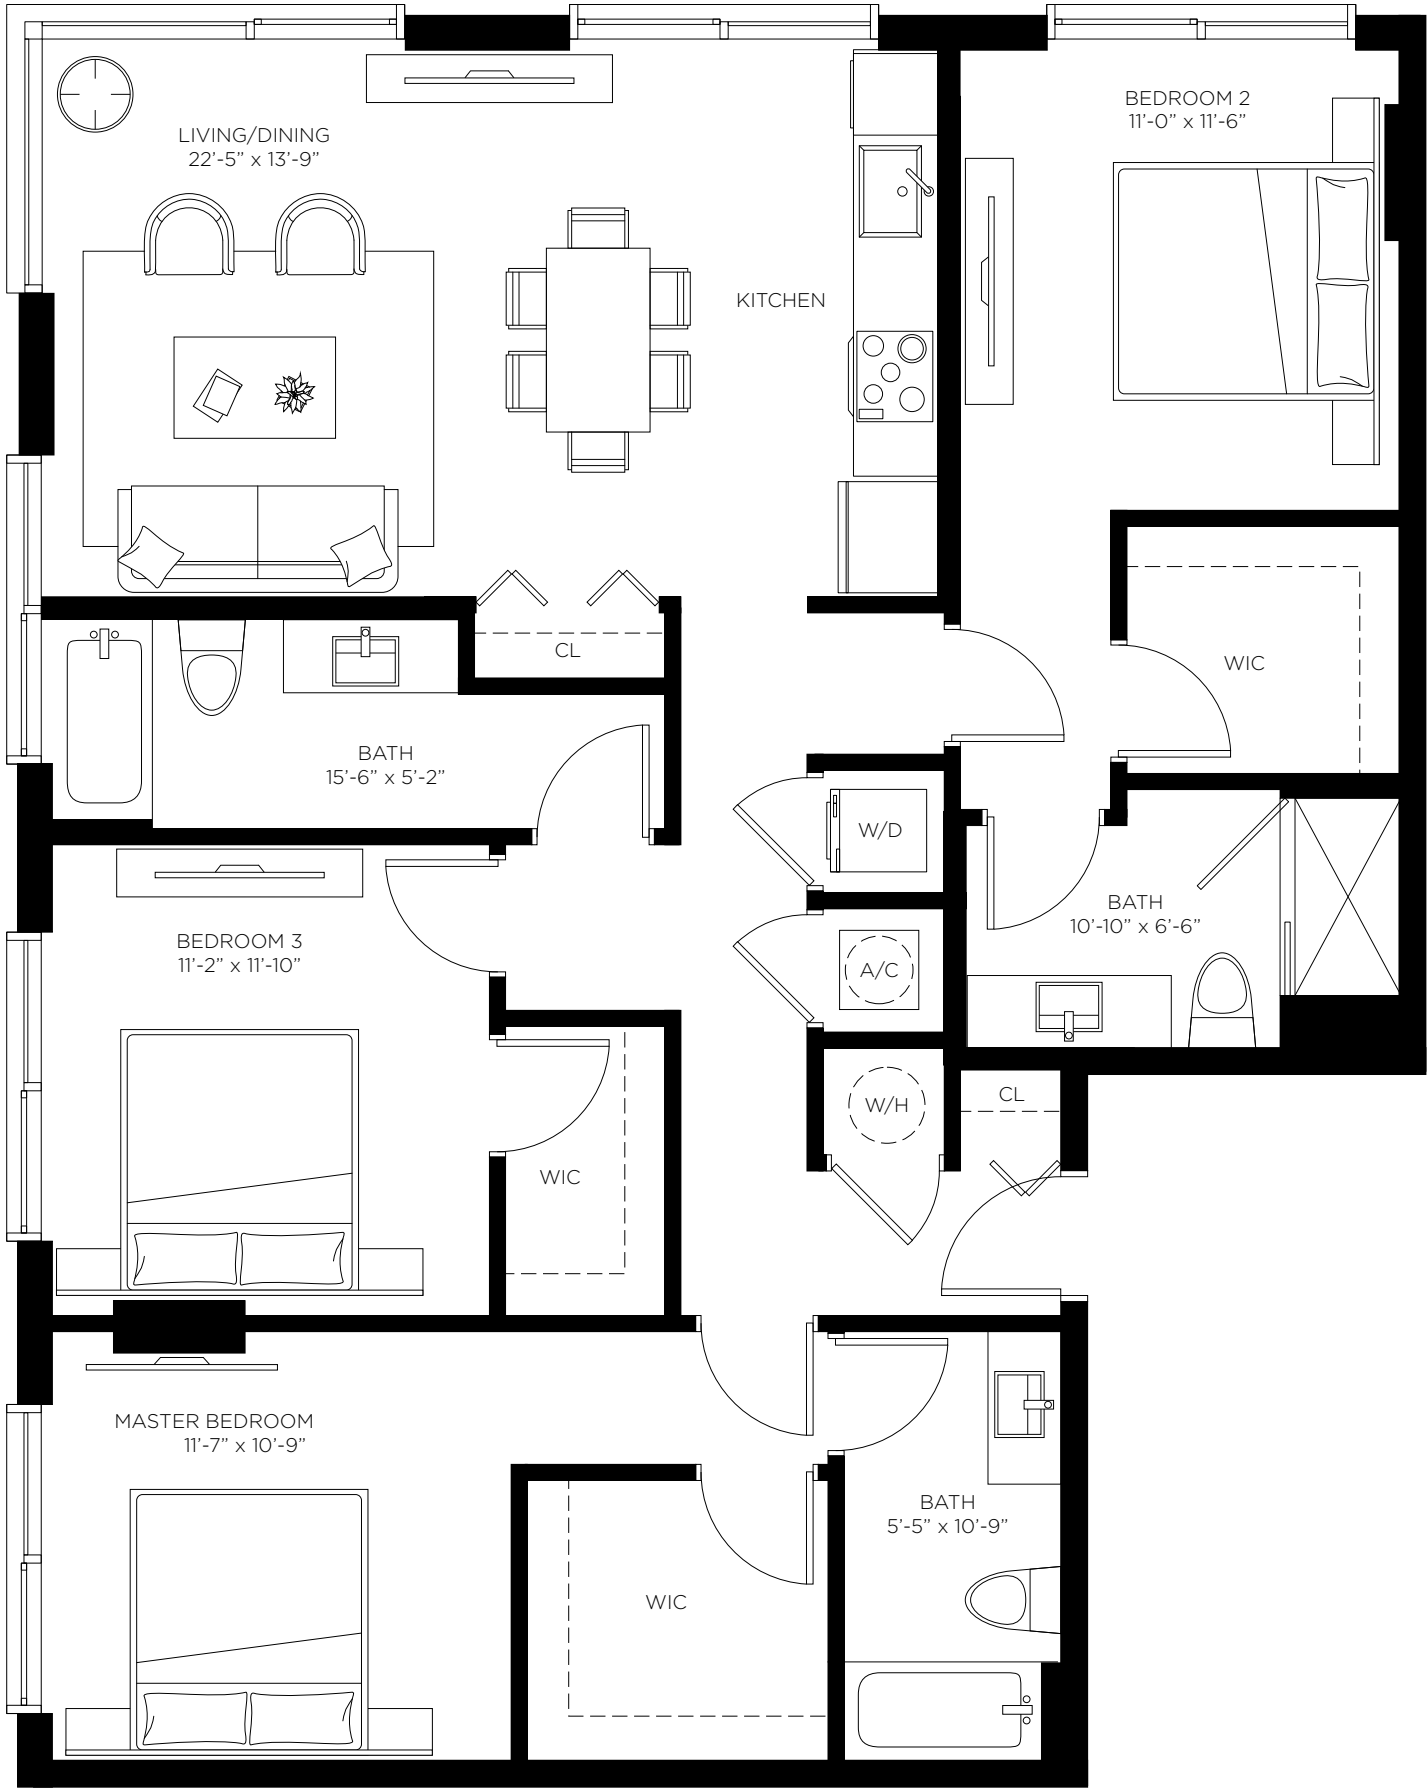 BEDROOM 2
11'-0” x 11'-6”
LIVING/DINING
22'-5” x 13'-9”
KITCHEN
CL
WIC
BATH
15'-6” x 5'-2”
W/D
BATH
10'-10” x 6'-6”
BEDROOM 3
11'-2” x 11'-10”
A/C
CL
W/H
WIC
MASTER BEDROOM
11'-7” x 10'-9”
BATH
5'-5” x 10'-9”
WIC